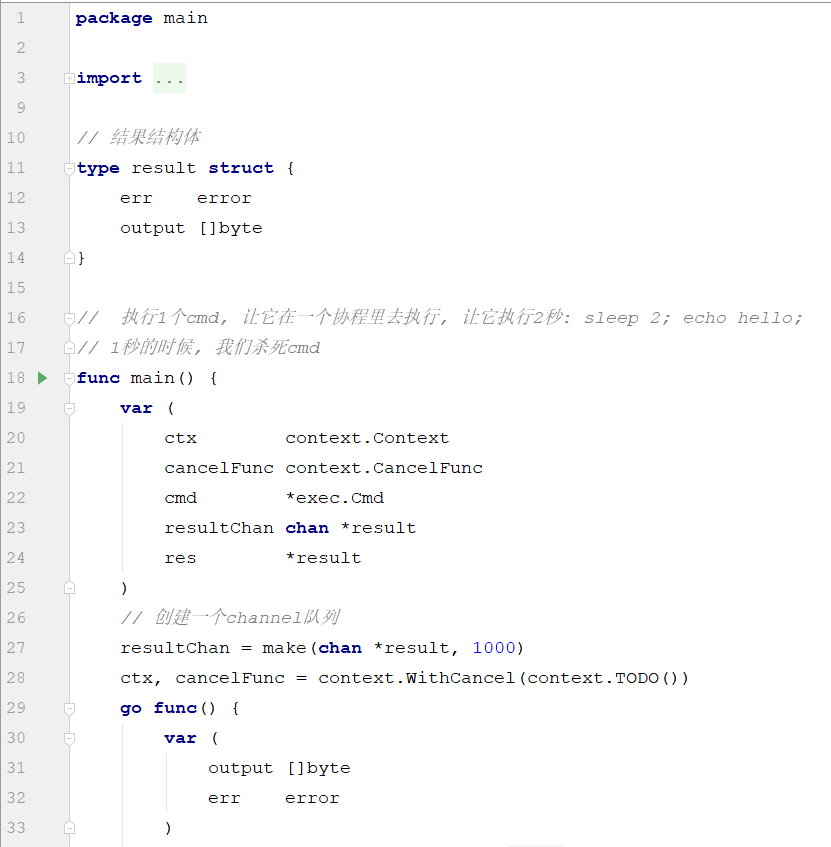 1 package main
2
3 import ...
9
10 // 结果结构体
11 type result struct {
12     err    error
13     output []byte
14 }
15
16 //  执行1个cmd, 让它在一个协程里去执行, 让它执行2秒: sleep 2; echo hello;
17 // 1秒的时候, 我们杀死cmd
18 func main() {
19     var (
20         ctx        context.Context
21         cancelFunc context.CancelFunc
22         cmd        *exec.Cmd
23         resultChan chan *result
24         res        *result
25     )
26     // 创建一个channel队列
27     resultChan = make(chan *result, 1000)
28     ctx, cancelFunc = context.WithCancel(context.TODO())
29     go func() {
30         var (
31             output []byte
32             err    error
33         )